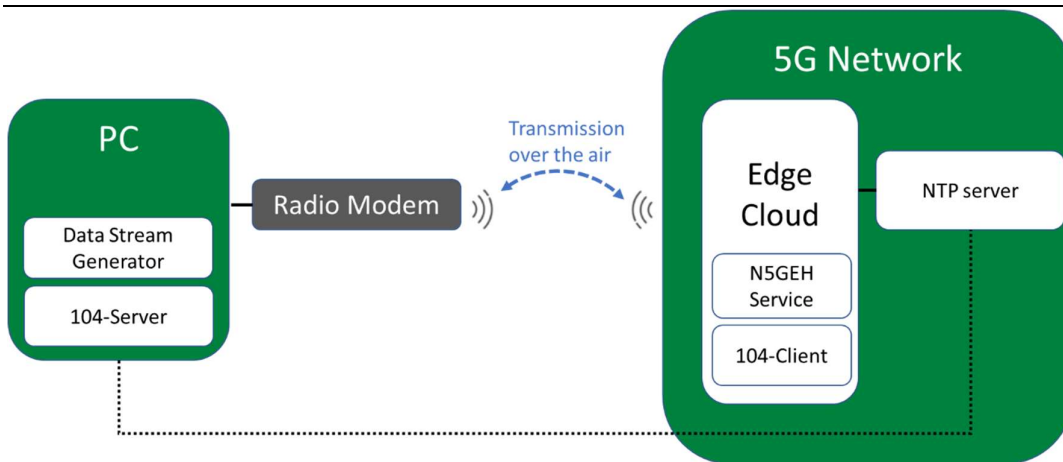 5G Network
PC
Transmission
over the air
Radio Modem
Edge
Cloud
NTP server
Data Stream
Generator
104-Server
N5GEH
Service
104-Client